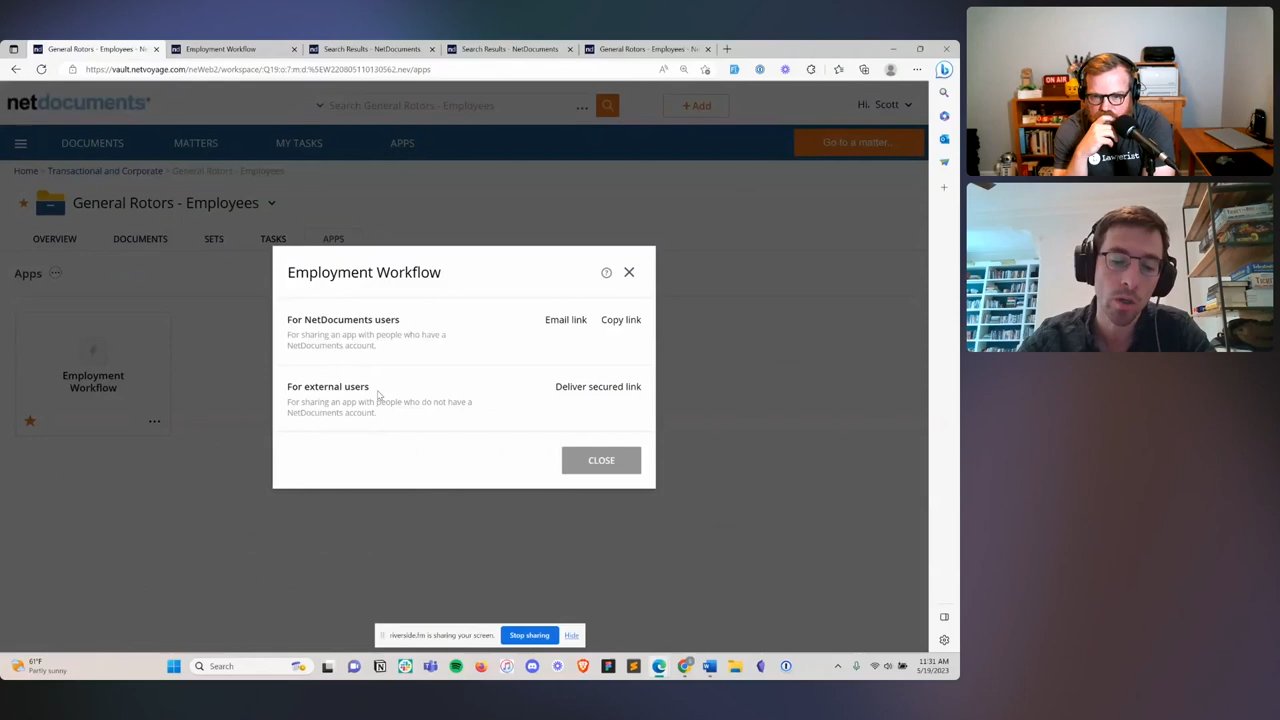 General Rotors - Employees - Ne
Employment Workflow
Search Results - NetDocuments
Search Results - NetDocuments
General Rotors - Employees - Ne
https://vault.netvoyage.com/neWeb2/workspace/:Q19:o:7:m:d:%5EW220805110130562.nev/apps
netdocuments
Search General Rotors - Employees
...
+Add
Hi, Scott
DOCUMENTS
MATTERS
MY TASKS
APPS
Go to a matter...
Home > Transactional and Corporate > General Rotors - Employees
General Rotors - Employees
OVERVIEW
DOCUMENTS
SETS
TASKS
APPS
Apps
Employment
Workflow
Employment Workflow
For NetDocuments users
Email link
Copy link
For sharing an app with people who have a
NetDocuments account.
For external users
Deliver secured link
For sharing an app with people who do not have a
NetDocuments account.
CLOSE
riverside.fm is sharing your screen.
Stop sharing
Hide
61°F
Partly sunny
Search
11:31 AM
5/19/2023
ON AIR
Lawyerist